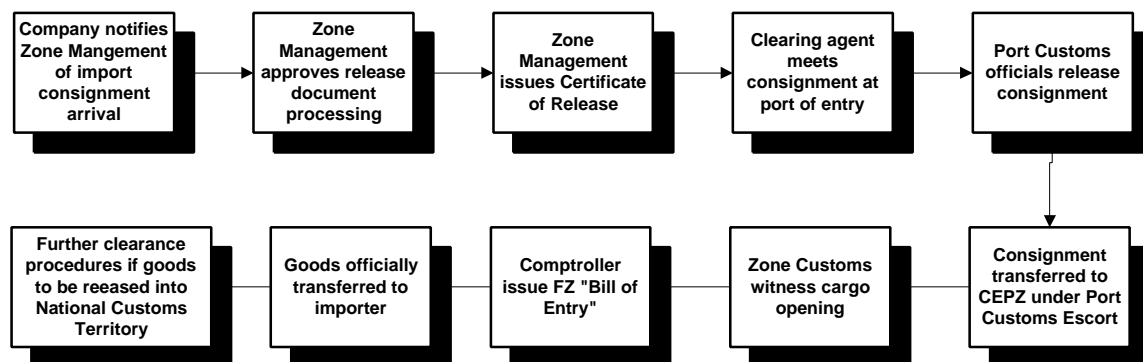 Company notifies
Zone Mangement
of import
consignment
arrival
Zone
Management
approves release
document
processing
Zone
Management
issues Certificate
of Release
Clearing agent
meets
consignment at
port of entry
Port Customs
officials release
consignment
Further clearance
procedures if goods
to be reeased into
National Customs
Territory
Goods officially
transferred to
importer
Comptroller
issue FZ "Bill of
Entry"
Zone Customs
witness cargo
opening
Consignment
transferred to
CEPZ under Port
Customs Escort